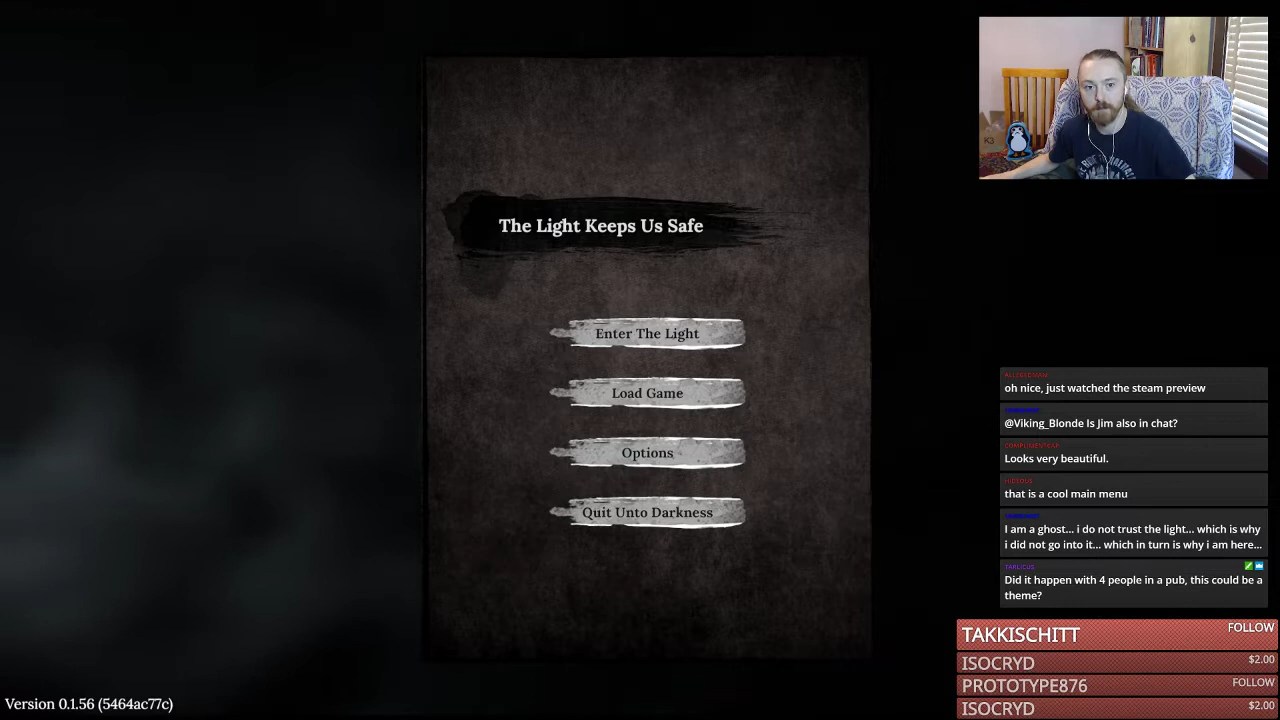 The Light Keeps Us Safe
Enter The Light
Load Game
Options
Quit Unto Darkness
Version 0.1.56 (5464ac77c)
K3
oh nice, just watched the steam preview
@Viking_Blonde Is Jim also in chat?
Looks very beautiful.
HIDYOUS
that is a cool main menu
I am a ghost... i do not trust the light... which is why
i did not go into it... which in turn is why i am here...
TARLICUS
Did it happen with 4 people in a pub, this could be a
theme?
TAKKISCHITT FOLLOW
ISOCRYD $2.00
PROTOTYPE876 FOLLOW
ISOCRYD $2.00